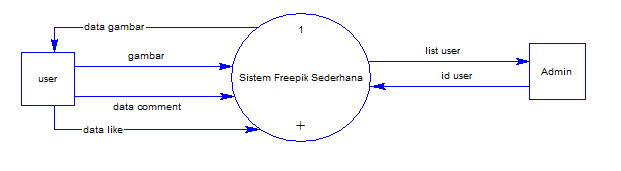 data gambar
1
gambar
list user
user
Sistem Freepik Sederhana
Admin
id user
data comment
data like
+